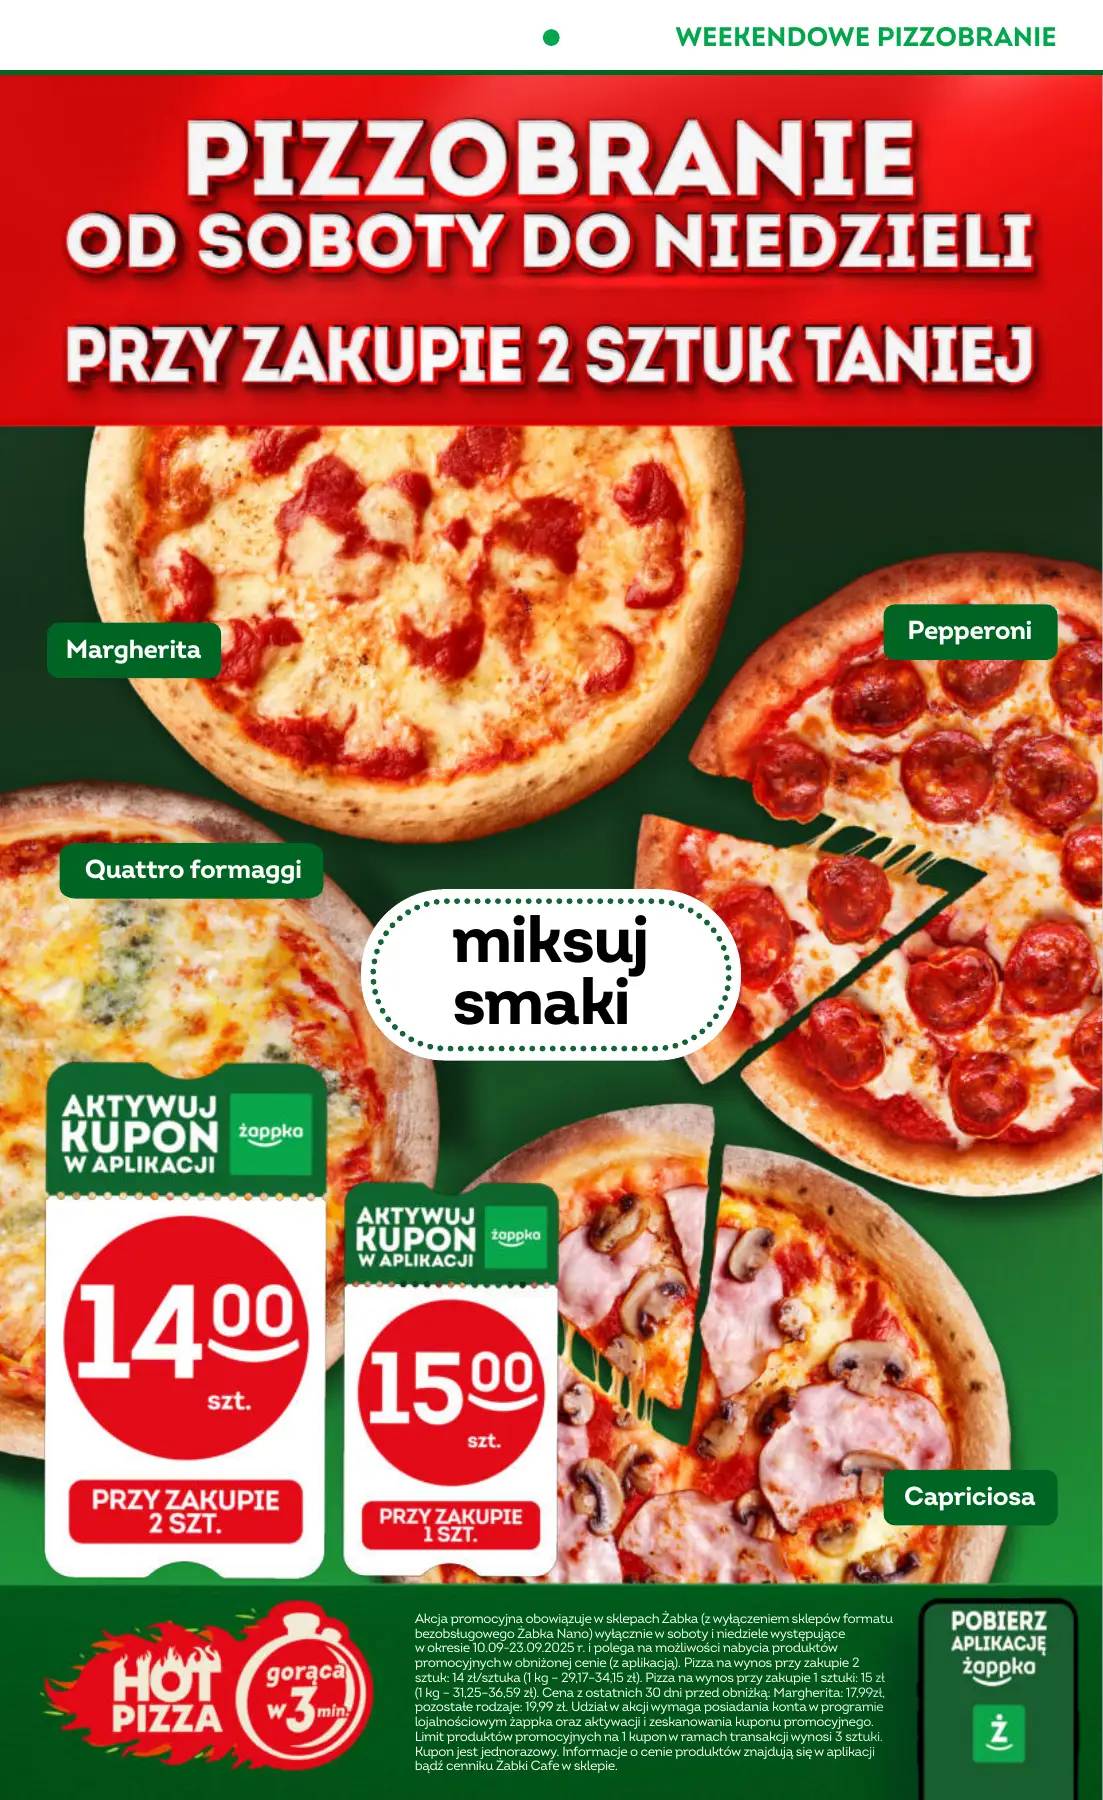 WEEKENDOWE PIZZOBRANIE
PIZZOBRANIE
OD SOBOTY DO NIEDZIELI
PRZY ZAKUPIE 2 SZTUK TANIEJ
Margherita
Pepperoni
Quattro formaggi
miksuj
smaki
AKTYWUJ
KUPON
W APLIKACJI
żappka
14 00
szt.
PRZY ZAKUPIE
2 SZT.
AKTYWUJ
KUPON
W APLIKACJI
żappka
15 00
szt.
PRZY ZAKUPIE
1 SZT.
Capriciosa
HOT
PIZZA
gorąca
w 3 min.
Akcja promocyjna obowiązuje w sklepach Żabka (z wyłączeniem sklepów formatu
bezobsługowego Żabka Nano) wyłącznie w soboty i niedziele występujące
w okresie 10.09-23.09.2025 r. i polega na możliwości nabycia produktów
promocyjnych w obniżonej cenie (z aplikacją). Pizza na wynos przy zakupie 2
sztuk: 14 zł/sztuka (1 kg – 29,17–34,15 zł). Pizza na wynos przy zakupie 1 sztuki: 15 zł
(1 kg – 31,25–36,59 zł). Cena z ostatnich 30 dni przed obniżką: Margherita: 17,99zł,
pozostałe rodzaje: 19,99 zł. Udział w akcji wymaga posiadania konta w programie
lojalnościowym żappka oraz aktywacji i zeskanowania kuponu promocyjnego.
Limit produktów promocyjnych na 1 kupon w ramach transakcji wynosi 3 sztuki.
Kupon jest jednorazowy. Informacje o cenie produktów znajdują się w aplikacji
bądź cenniku Żabki Cafe w sklepie.
POBIERZ
APLIKACJĘ
żappka
Ż